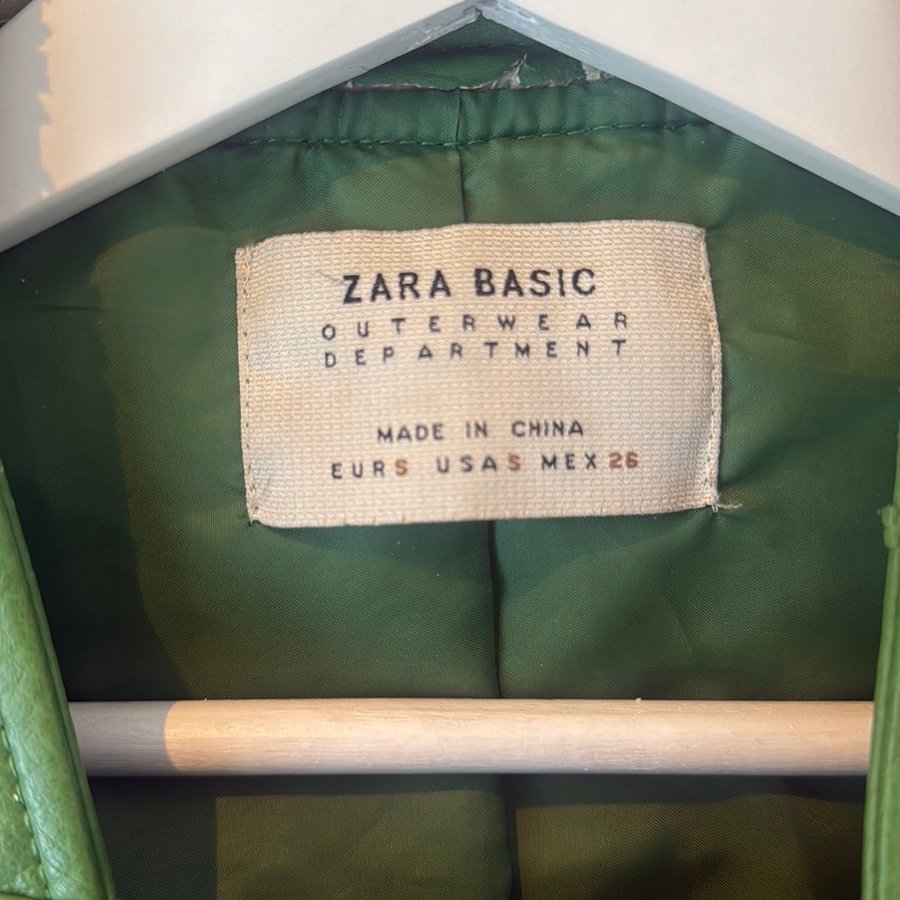 ZARA BASIC
OUTERWEAR
DEPARTMENT
MADE IN CHINA
EUR S USA S MEX 26